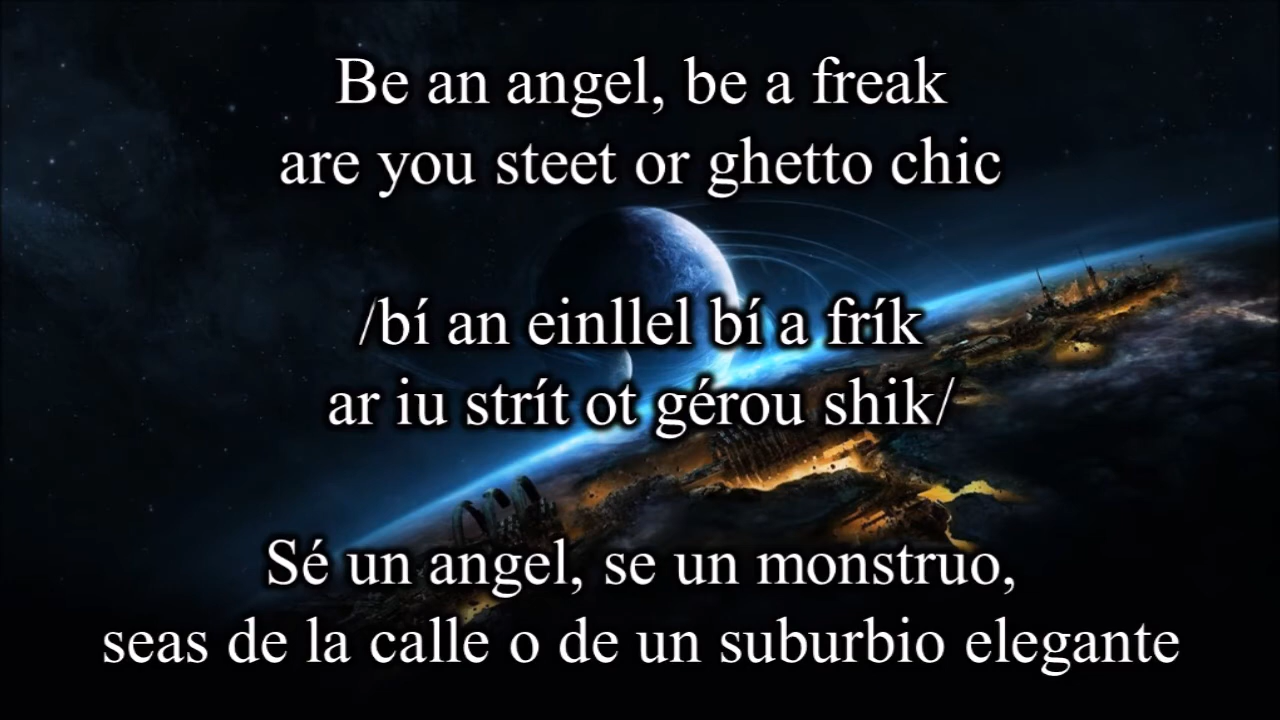 Be an angel, be a freak
are you steet or ghetto chic
/bí an einllel bí a frík
ar iu strít ot gérou shik/
Sé un angel, se un monstruo,
seas de la calle o de un suburbio elegante